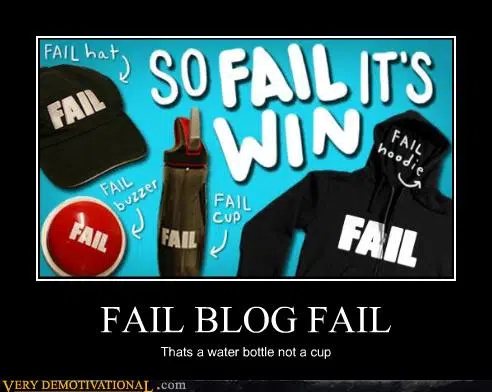 FAIL hat
SO FAIL IT'S
WIN
FAIL
FAIL
hoodie
FAIL
buzzer
FAIL
cup
FAIL
FAIL
FAIL
FAIL BLOG FAIL
Thats a water bottle not a cup
VERY DEMOTIVATIONAL.com